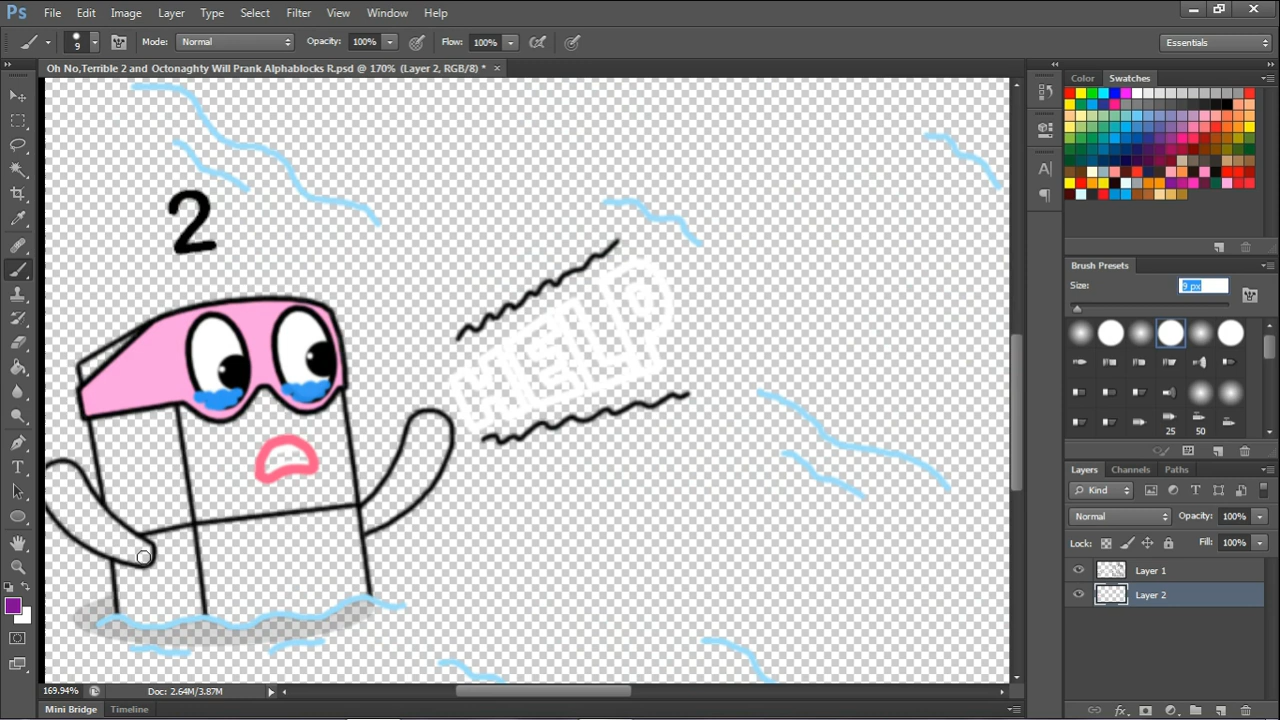 Ps File Edit Image Layer Type Select Filter View Window Help
9 Mode: Normal Opacity: 100% Flow: 100% Essentials
Oh No,Terrible 2 and Octonaghty Will Prank Alphablocks R.psd @ 170% (Layer 2, RGB/8) * ×
Color Swatches
2
HELP
Brush Presets
Size: 9 px
25 50
Layers Channels Paths
Kind
Normal Opacity: 100%
Lock: Fill: 100%
Layer 1
Layer 2
169.94% Doc: 2.64M/3.87M
Mini Bridge Timeline